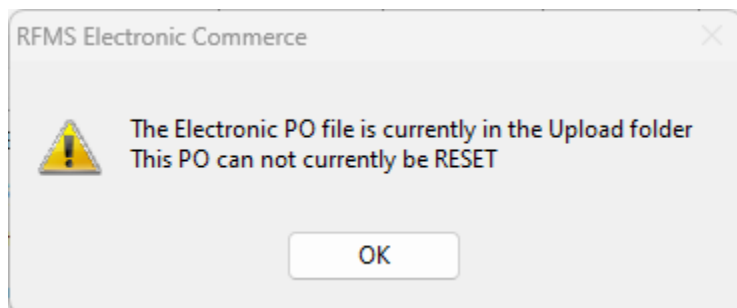 RFMS Electronic Commerce
The Electronic PO file is currently in the Upload folder
This PO can not currently be RESET
OK